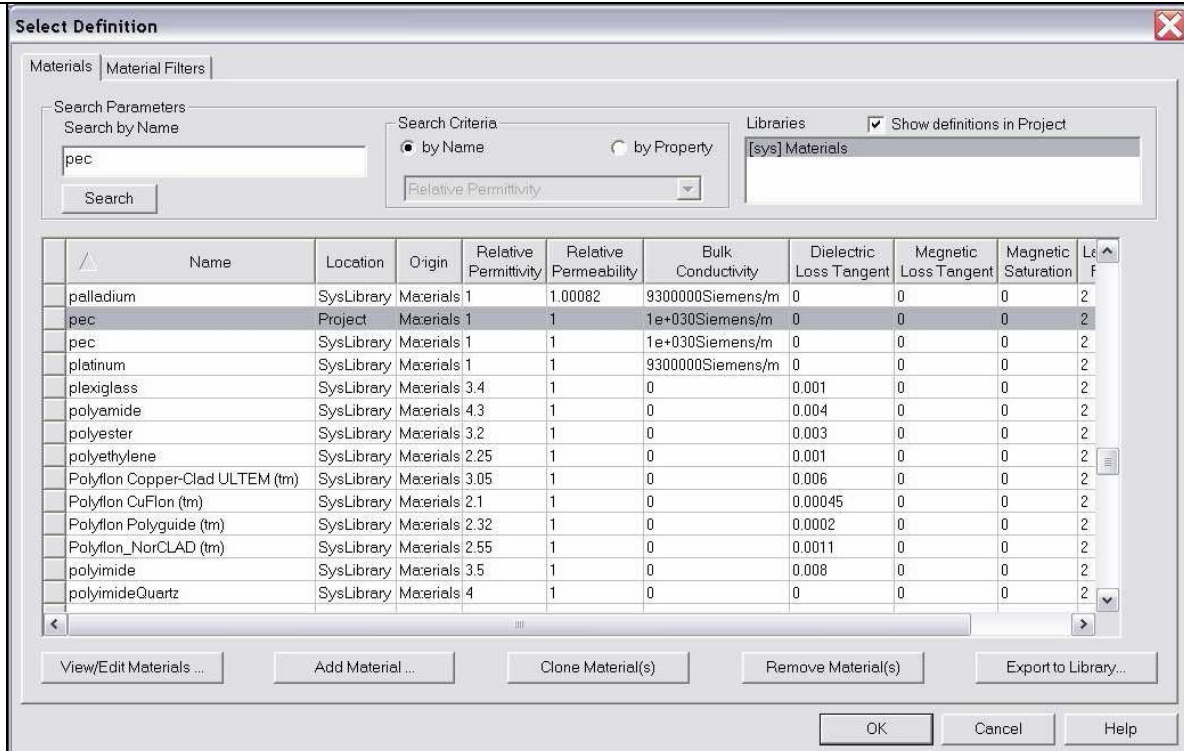 Select Definition
Materials Material Filters
Search Parameters
Search by Name
pec
Search
Search Criteria
by Name by Property
Relative Permittivity
Libraries Show definitions in Project
[sys] Materials
Name Location Origin Relative Permittivity Relative Permeability Bulk Conductivity Dielectric Loss Tangent Magnetic Loss Tangent Magnetic Saturation
palladium SysLibrary Materials 1 1.00082 9300000Siemens/m 0 0 0 2
pec Project Materials 1 1 1e+030Siemens/m 0 0 0 2
pec SysLibrary Materials 1 1 1e+030Siemens/m 0 0 0 2
platinum SysLibrary Materials 1 1 9300000Siemens/m 0 0 0 2
plexiglass SysLibrary Materials 3.4 1 0 0.001 0 0 2
polyamide SysLibrary Materials 4.3 1 0 0.004 0 0 2
polyester SysLibrary Materials 3.2 1 0 0.003 0 0 2
polyethylene SysLibrary Materials 2.25 1 0 0.001 0 0 2
Polyflon Copper-Clad ULTEM (tm) SysLibrary Materials 3.05 1 0 0.006 0 0 2
Polyflon CuFlon (tm) SysLibrary Materials 2.1 1 0 0.00045 0 0 2
Polyflon Polyguide (tm) SysLibrary Materials 2.32 1 0 0.0002 0 0 2
Polyflon_NorCLAD (tm) SysLibrary Materials 2.55 1 0 0.0011 0 0 2
polyimide SysLibrary Materials 3.5 1 0 0.008 0 0 2
polyimideQuartz SysLibrary Materials 4 1 0 0 0 0 2
View/Edit Materials ... Add Material ... Clone Material(s) Remove Material(s) Export to Library...
OK Cancel Help